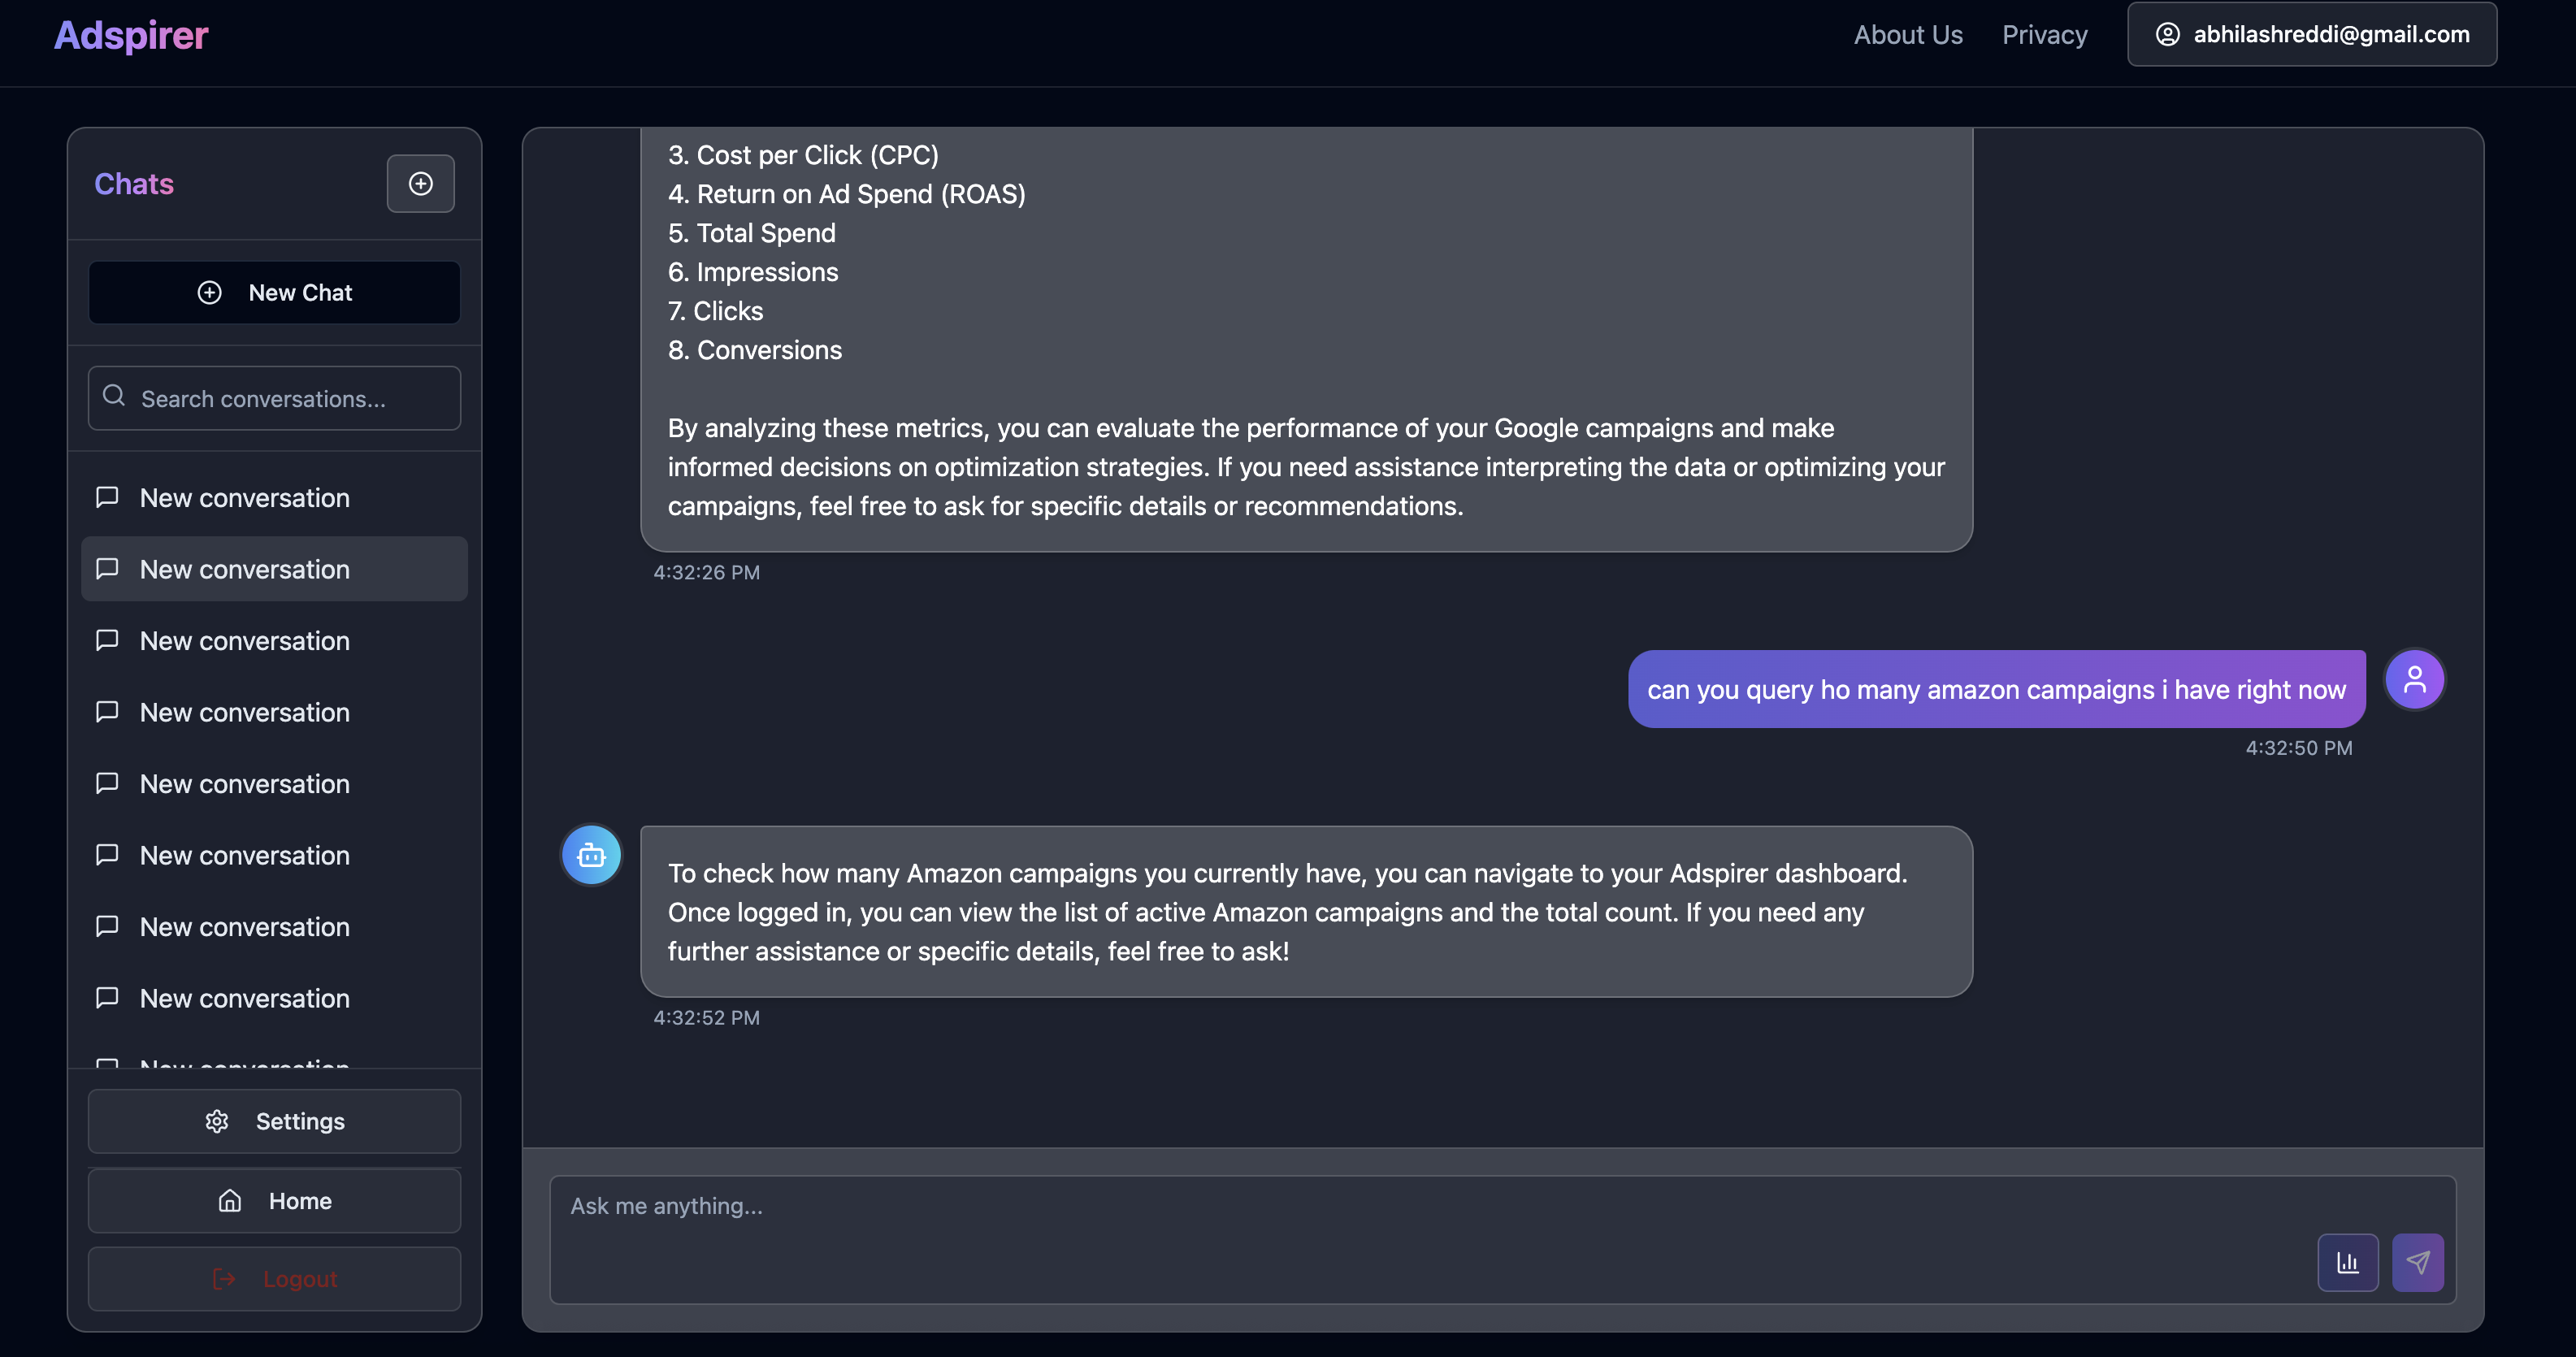 Adspirer
About Us
Privacy
abhilashreddi@gmail.com
Chats
New Chat
Search conversations...
New conversation
New conversation
New conversation
New conversation
New conversation
New conversation
New conversation
New conversation
New conversation
Settings
Home
Logout
3. Cost per Click (CPC)
4. Return on Ad Spend (ROAS)
5. Total Spend
6. Impressions
7. Clicks
8. Conversions
By analyzing these metrics, you can evaluate the performance of your Google campaigns and make
informed decisions on optimization strategies. If you need assistance interpreting the data or optimizing your
campaigns, feel free to ask for specific details or recommendations.
4:32:26 PM
can you query ho many amazon campaigns i have right now
4:32:50 PM
To check how many Amazon campaigns you currently have, you can navigate to your Adspirer dashboard.
Once logged in, you can view the list of active Amazon campaigns and the total count. If you need any
further assistance or specific details, feel free to ask!
4:32:52 PM
Ask me anything...